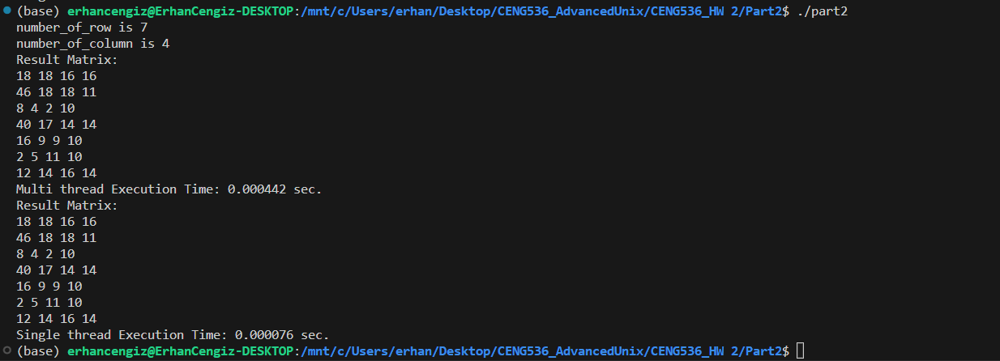 (base) erhancengiz@ErhanCengiz-DESKTOP:/mnt/c/Users/erhan/Desktop/CENG536_AdvancedUnix/CENG536_HW 2/Part2$ ./part2
number_of_row is 7
number_of_column is 4
Result Matrix:
18 18 16 16
46 18 18 11
8 4 2 10
40 17 14 14
16 9 9 10
2 5 11 10
12 14 16 14
Multi thread Execution Time: 0.000442 sec.
Result Matrix:
18 18 16 16
46 18 18 11
8 4 2 10
40 17 14 14
16 9 9 10
2 5 11 10
12 14 16 14
Single thread Execution Time: 0.000076 sec.
(base) erhancengiz@ErhanCengiz-DESKTOP:/mnt/c/Users/erhan/Desktop/CENG536_AdvancedUnix/CENG536_HW 2/Part2$